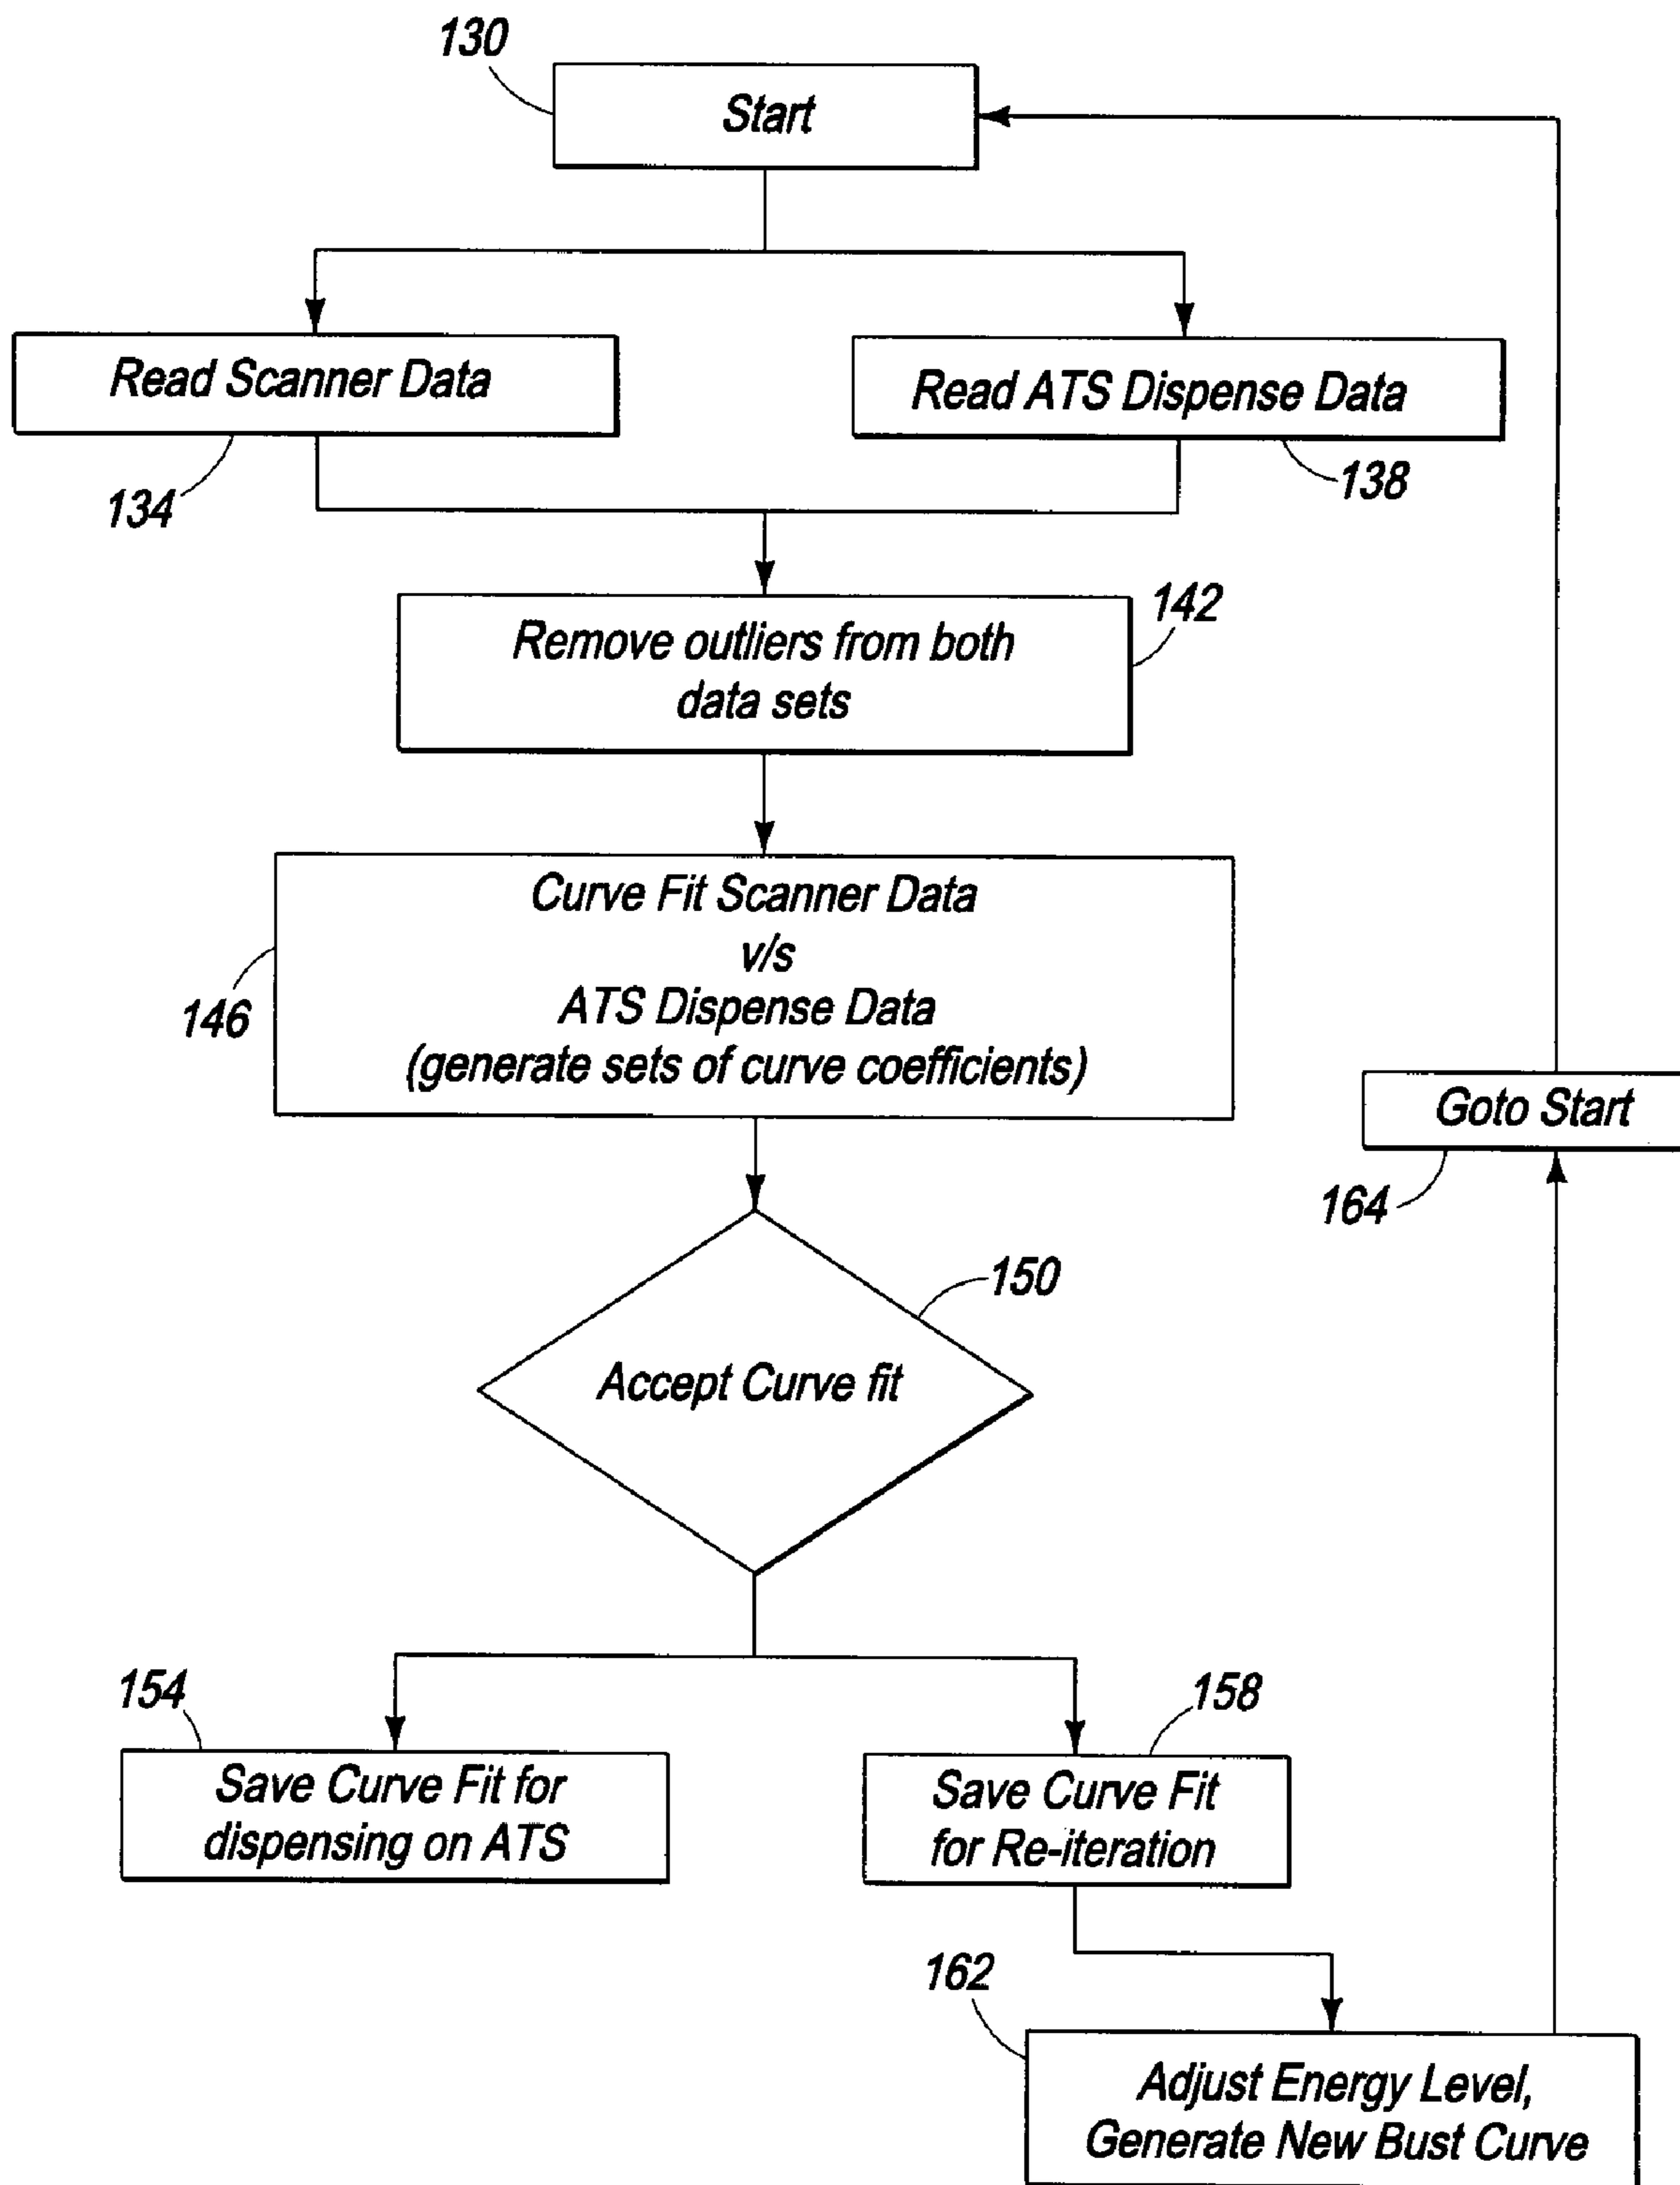 130
Start
Read Scanner Data
Read ATS Dispense Data
134
138
142
Remove outliers from both
data sets
Curve Fit Scanner Data
v/s
ATS Dispense Data
(generate sets of curve coefficients)
146
Goto Start
164
150
Accept Curve fit
154
158
Save Curve Fit for
dispensing on ATS
Save Curve Fit
for Re-iteration
162
Adjust Energy Level,
Generate New Bust Curve